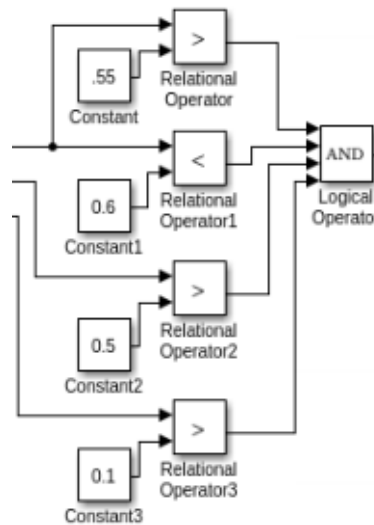 >
.55
Relational
Operator
Constant
<
AND
0.6
Relational
Operator1
Logical
Operato
Constant1
>
0.5
Relational
Operator2
Constant2
>
0.1
Relational
Operator3
Constant3